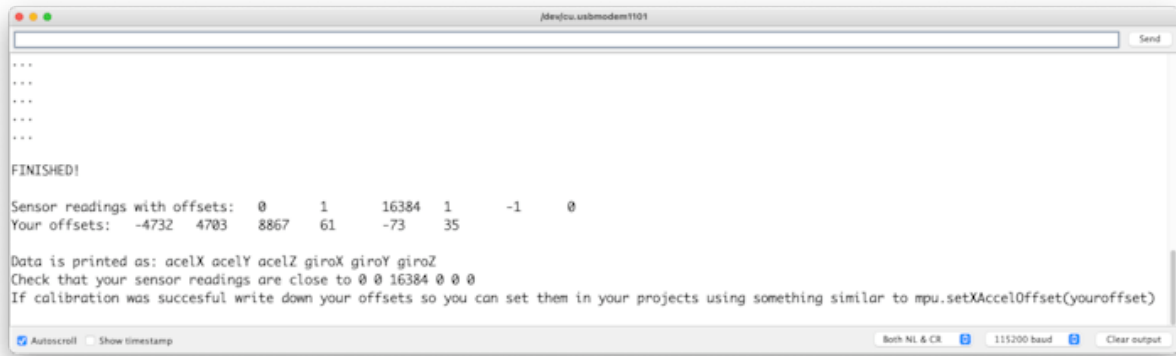 /dev/cu.usbmodem1101
Send
...
...
...
...
...
FINISHED!
Sensor readings with offsets: 0 1 16384 1 -1 0
Your offsets: -4732 4703 8867 61 -73 35
Data is printed as: acelX acelY acelZ giroX giroY giroZ
Check that your sensor readings are close to 0 0 16384 0 0 0
If calibration was succesful write down your offsets so you can set them in your projects using something similar to mpu.setXAccelOffset(youroffset)
Autoscroll Show timestamp Both NL & CR 115200 baud Clear output